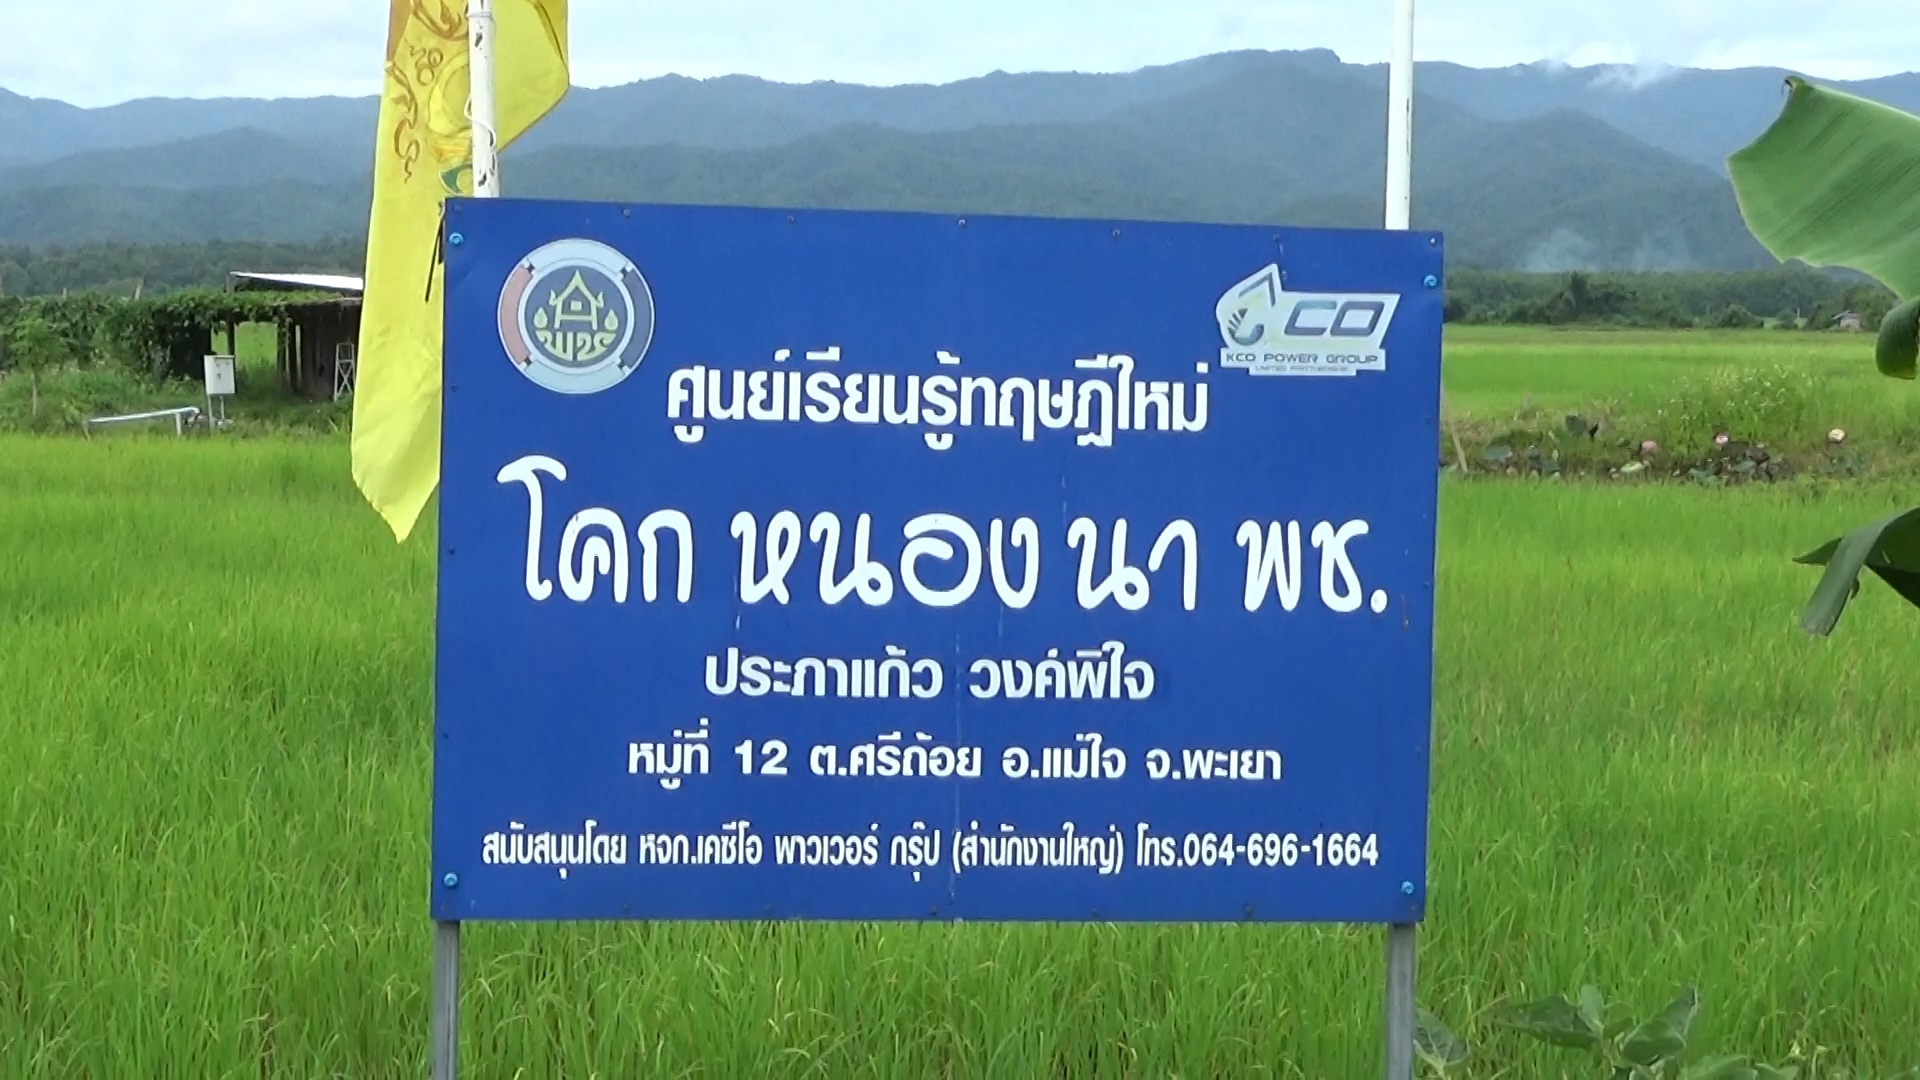 CO
KCO POWER GROUP
LIMITED PARTNERSHIP
ศูนย์เรียนรู้ทฤษฎีใหม่
โคก หนอง นา พช.
ประภาแก้ว วงค์พิใจ
หมู่ที่ 12 ต.ศรีถ้อย อ.แม่ใจ จ.พะเยา
สนับสนุนโดย หจก.เคซีโอ พาวเวอร์ กรุ๊ป (สำนักงานใหญ่) โทร.064-696-1664